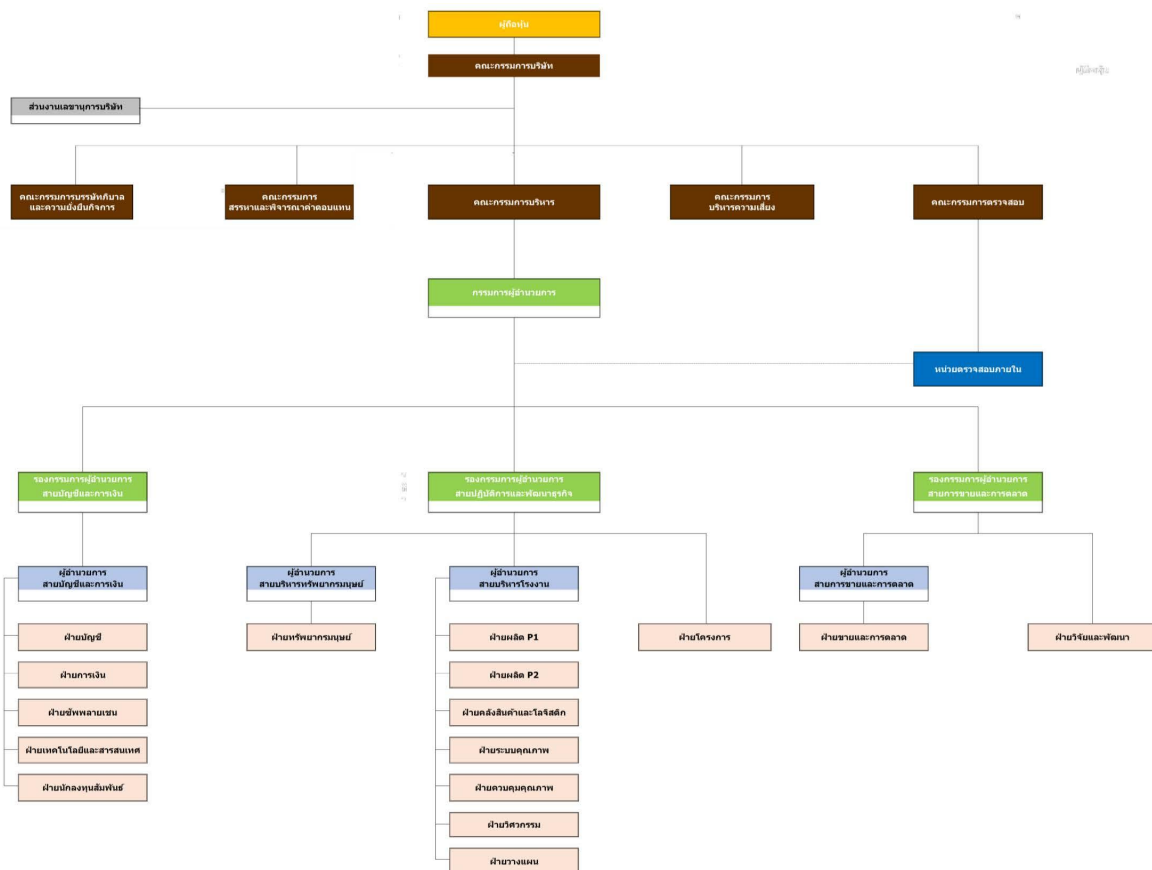 ผู้ถือหุ้น
คณะกรรมการบริษัท
ส่วนงานเลขานุการบริษัท
คณะกรรมการบรรษัทภิบาล
และความยั่งยืนกิจการ
คณะกรรมการ
สรรหาและพิจารณาค่าตอบแทน
คณะกรรมการบริหาร
คณะกรรมการ
บริหารความเสี่ยง
คณะกรรมการตรวจสอบ
กรรมการผู้อำนวยการ
หน่วยตรวจสอบภายใน
รองกรรมการผู้อำนวยการ
สายบัญชีและการเงิน
รองกรรมการผู้อำนวยการ
สายปฏิบัติการและพัฒนาธุรกิจ
รองกรรมการผู้อำนวยการ
สายการขายและการตลาด
ผู้อำนวยการ
สายบัญชีและการเงิน
ผู้อำนวยการ
สายบริหารทรัพยากรมนุษย์
ผู้อำนวยการ
สายบริหารโรงงาน
ผู้อำนวยการ
สายการขายและการตลาด
ฝ่ายบัญชี
ฝ่ายทรัพยากรมนุษย์
ฝ่ายผลิต P1
ฝ่ายโครงการ
ฝ่ายขายและการตลาด
ฝ่ายวิจัยและพัฒนา
ฝ่ายการเงิน
ฝ่ายผลิต P2
ฝ่ายซัพพลายเชน
ฝ่ายคลังสินค้าและโลจิสติก
ฝ่ายเทคโนโลยีและสารสนเทศ
ฝ่ายระบบคุณภาพ
ฝ่ายนักลงทุนสัมพันธ์
ฝ่ายควบคุมคุณภาพ
ฝ่ายวิศวกรรม
ฝ่ายวางแผน